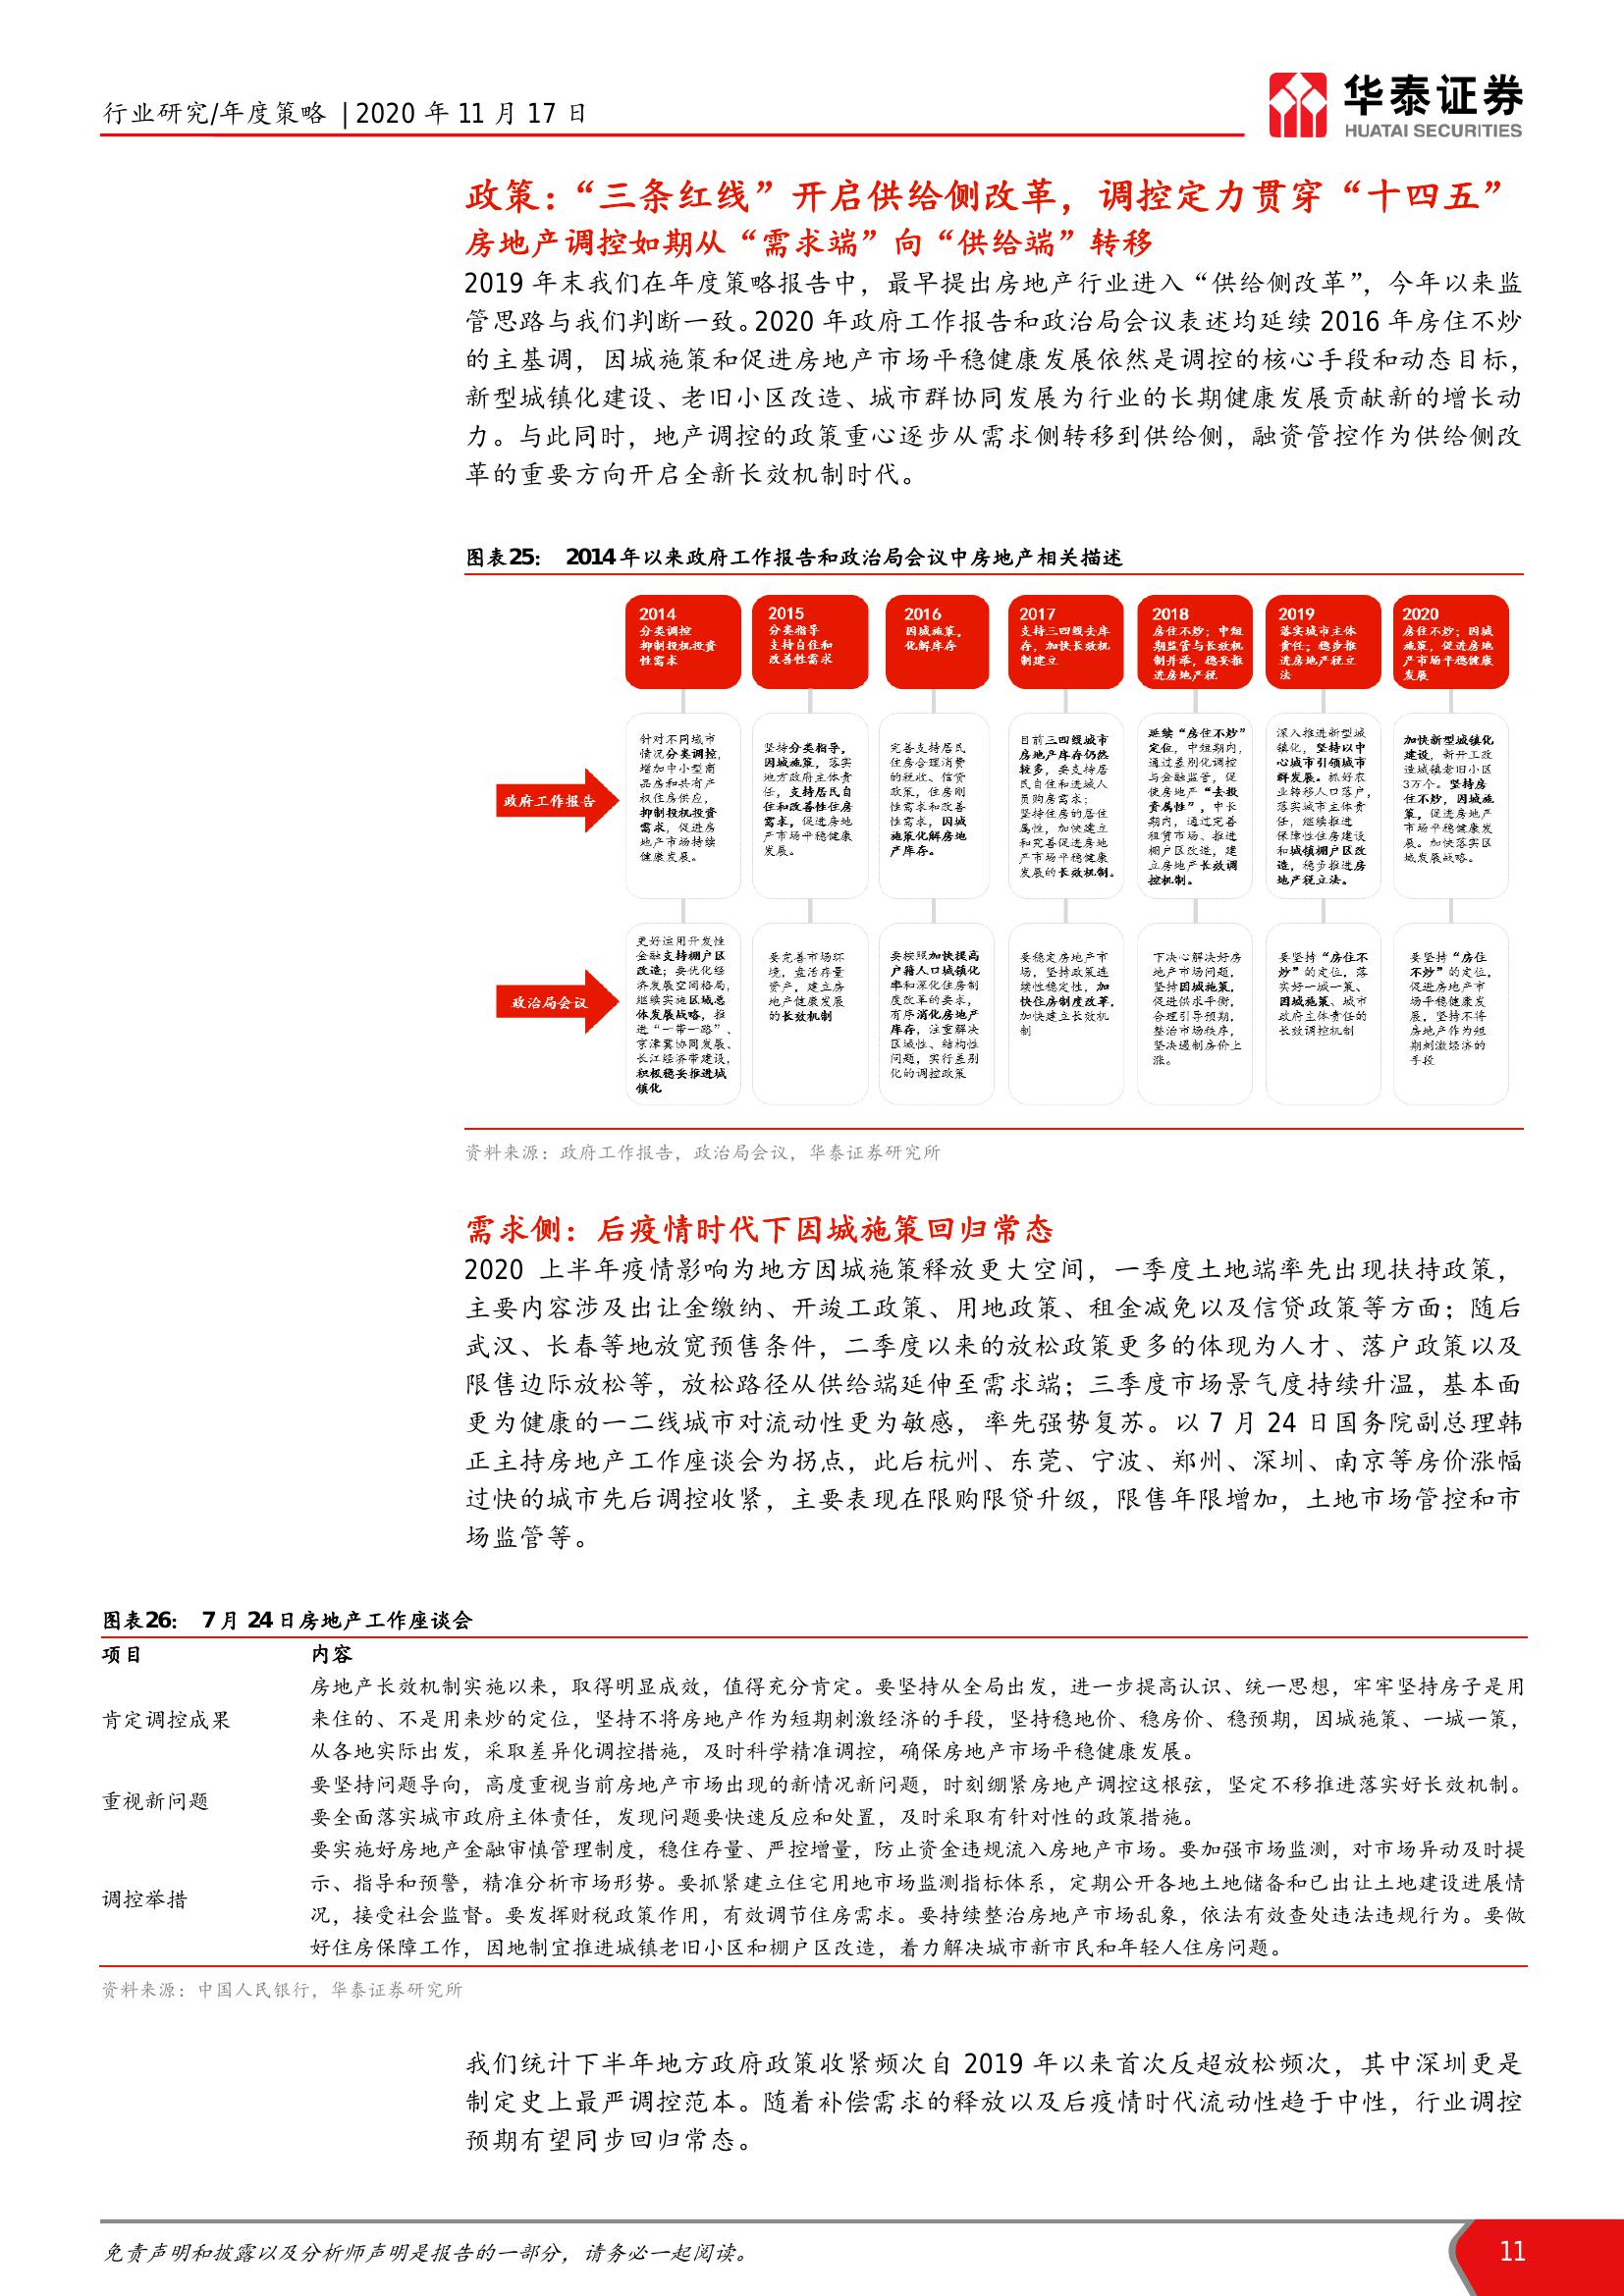 行业研究/年度策略 | 2020 年 11 月 17 日
华泰证券
HUATAI SECURITIES
政策：“三条红线”开启供给侧改革，调控定力贯穿“十四五”
房地产调控如期从“需求端”向“供给端”转移
2019 年末我们在年度策略报告中，最早提出房地产行业进入“供给侧改革”，今年以来监
管思路与我们判断一致。2020 年政府工作报告和政治局会议表述均延续 2016 年房住不炒
的主基调，因城施策和促进房地产市场平稳健康发展依然是调控的核心手段和动态目标，
新型城镇化建设、老旧小区改造、城市群协同发展为行业的长期健康发展贡献新的增长动
力。与此同时，地产调控的政策重心逐步从需求侧转移到供给侧，融资管控作为供给侧改
革的重要方向开启全新长效机制时代。
图表25： 2014 年以来政府工作报告和政治局会议中房地产相关描述
2014
分类调控
抑制投机投资
性需求
2015
分类指导
支持自住和
改善性需求
2016
因城施策，
化解库存
2017
支持三四线去库
存，加快长效机
制建立
2018
房住不炒；中短
期监管与长效机
制并举，稳妥推
进房地产税
2019
落实城市主体
责任；稳步推
进房地产税立
法
2020
房住不炒；因城
施策，促进房地
产市场平稳健康
发展
政府工作报告
针对不同城市
情况分类调控，
增加中小型商
品房和共有产
权住房供应，
抑制投机投资
需求，促进房
地产市场持续
健康发展。
坚持分类指导，
因城施策，落实
地方政府主体责
任，支持居民自
住和改善性住房
需求，促进房地
产市场平稳健康
发展。
完善支持居民
住房合理消费
的税收、信贷
政策，住房刚
性需求和改善
性需求，因城
施策化解房地
产库存。
目前三四线城市
房地产库存仍然
较多，要支持居
民自住和进城人
员购房需求；
坚持住房的居住
属性，加快建立
和完善促进房地
产市场平稳健康
发展的长效机制。
延续“房住不炒”
定位，中短期内，
通过差别化调控
与金融监管，促
使房地产“去投
资属性”，中长
期内，通过完善
租赁市场、推进
棚户区改造，建
立房地产长效调
控机制。
深入推进新型城
镇化，坚持以中
心城市引领城市
群发展。抓好农
业转移人口落户，
落实城市主体责
任，继续推进
保障性住房建设
和城镇棚户区改
造，稳步推进房
地产税立法。
加快新型城镇化
建设，新开工改
造城镇老旧小区
3万个。坚持房
住不炒，因城施
策，促进房地产
市场平稳健康发
展。加快落实区
域发展战略。
政治局会议
更好运用开发性
金融支持棚户区
改造；要优化经
济发展空间格局，
继续实施区域总
体发展战略，推
进“一带一路”、
京津冀协同发展、
长江经济带建设，
积极稳妥推进城
镇化
要完善市场环
境，盘活存量
资产，建立房
地产健康发展
的长效机制
要按照加快提高
户籍人口城镇化
率和深化住房制
度改革的要求，
有序消化房地产
库存，注重解决
区域性、结构性
问题，实行差别
化的调控政策
要稳定房地产市
场，坚持政策连
续性稳定性，加
快住房制度改革，
加快建立长效机
制
下决心解决好房
地产市场问题，
坚持因城施策，
促进供求平衡，
合理引导预期，
整治市场秩序，
坚决遏制房价上
涨。
要坚持“房住不
炒”的定位，落
实好一城一策、
因城施策、城市
政府主体责任的
长效调控机制
要坚持“房住
不炒”的定位，
促进房地产市
场平稳健康发
展，坚持不将
房地产作为短
期刺激经济的
手段
资料来源：政府工作报告，政治局会议，华泰证券研究所
需求侧：后疫情时代下因城施策回归常态
2020 上半年疫情影响为地方因城施策释放更大空间，一季度土地端率先出现扶持政策，
主要内容涉及出让金缴纳、开竣工政策、用地政策、租金减免以及信贷政策等方面；随后
武汉、长春等地放宽预售条件，二季度以来的放松政策更多的体现为人才、落户政策以及
限售边际放松等，放松路径从供给端延伸至需求端；三季度市场景气度持续升温，基本面
更为健康的一二线城市对流动性更为敏感，率先强势复苏。以 7 月 24 日国务院副总理韩
正主持房地产工作座谈会为拐点，此后杭州、东莞、宁波、郑州、深圳、南京等房价涨幅
过快的城市先后调控收紧，主要表现在限购限贷升级，限售年限增加，土地市场管控和市
场监管等。
图表26： 7 月 24 日房地产工作座谈会
项目 内容
肯定调控成果 房地产长效机制实施以来，取得明显成效，值得充分肯定。要坚持从全局出发，进一步提高认识、统一思想，牢牢坚持房子是用
来住的、不是用来炒的定位，坚持不将房地产作为短期刺激经济的手段，坚持稳地价、稳房价、稳预期，因城施策、一城一策，
从各地实际出发，采取差异化调控措施，及时科学精准调控，确保房地产市场平稳健康发展。
重视新问题 要坚持问题导向，高度重视当前房地产市场出现的新情况新问题，时刻绷紧房地产调控这根弦，坚定不移推进落实好长效机制。
要全面落实城市政府主体责任，发现问题要快速反应和处置，及时采取有针对性的政策措施。
调控举措 要实施好房地产金融审慎管理制度，稳住存量、严控增量，防止资金违规流入房地产市场。要加强市场监测，对市场异动及时提
示、指导和预警，精准分析市场形势。要抓紧建立住宅用地市场监测指标体系，定期公开各地土地储备和已出让土地建设进展情
况，接受社会监督。要发挥财税政策作用，有效调节住房需求。要持续整治房地产市场乱象，依法有效查处违法违规行为。要做
好住房保障工作，因地制宜推进城镇老旧小区和棚户区改造，着力解决城市新市民和年轻人住房问题。
资料来源：中国人民银行，华泰证券研究所
我们统计下半年地方政府政策收紧频次自 2019 年以来首次反超放松频次，其中深圳更是
制定史上最严调控范本。随着补偿需求的释放以及后疫情时代流动性趋于中性，行业调控
预期有望同步回归常态。
免责声明和披露以及分析师声明是报告的一部分，请务必一起阅读。
11